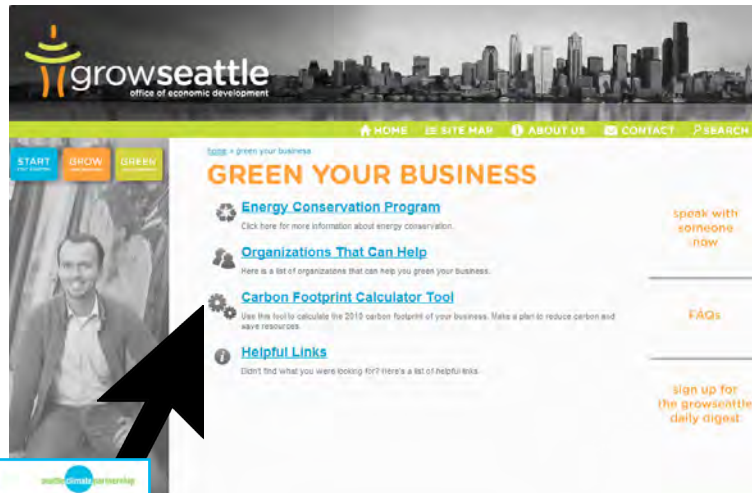 growseattle
office of economic development
HOME SITE MAP ABOUT US CONTACT SEARCH
START GROW GREEN
home » green your business
GREEN YOUR BUSINESS
Energy Conservation Program
Click here for more information about energy conservation.
Organizations That Can Help
Here is a list of organizations that can help you green your business.
Carbon Footprint Calculator Tool
Use this tool to calculate the 2010 carbon footprint of your business. Make a plan to reduce carbon and
save resources.
Helpful Links
Didn't find what you were looking for? Here's a list of helpful links.
speak with
someone
now
FAQs
sign up for
the growseattle
daily digest
seattle climate partnership